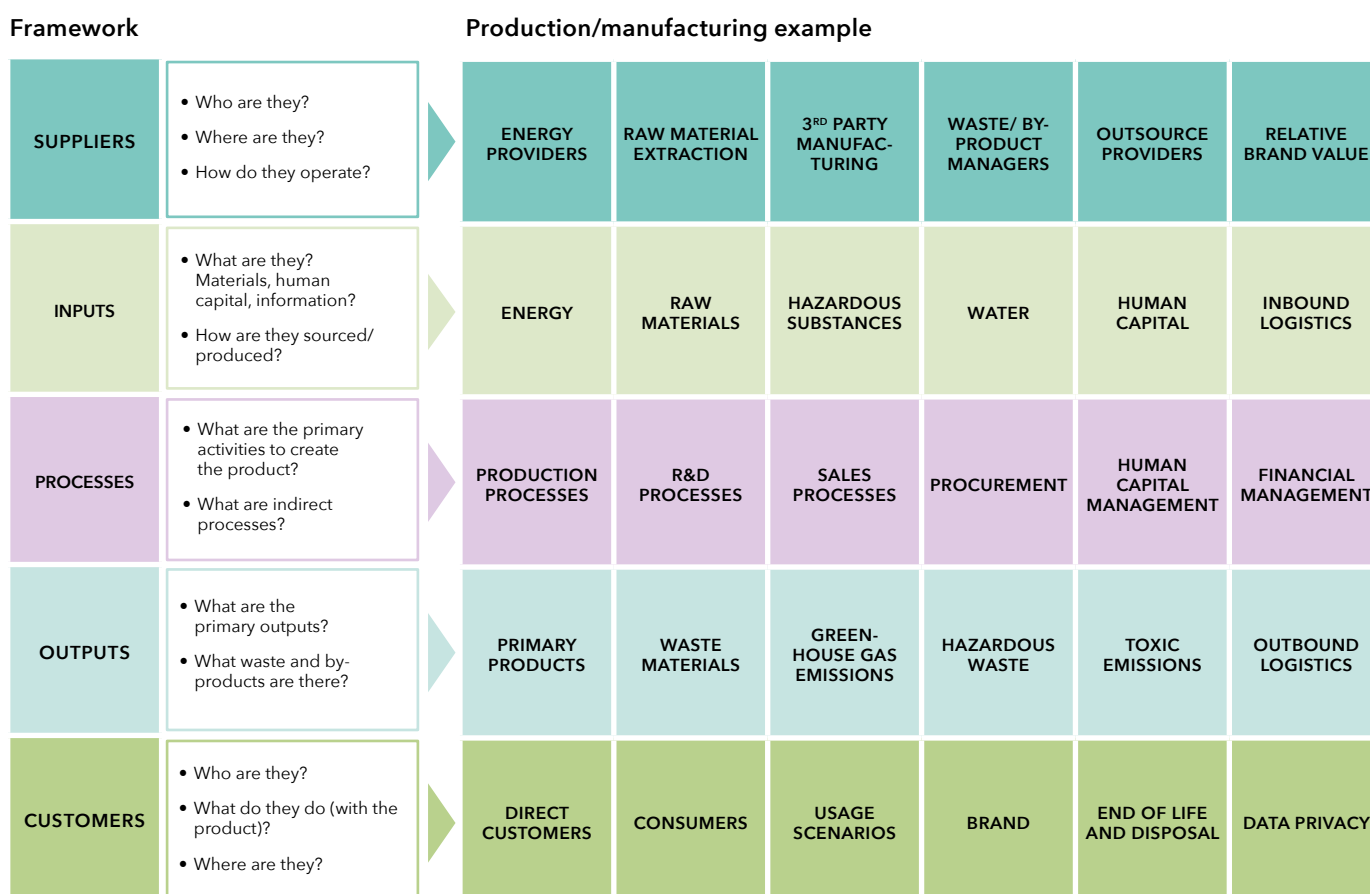 Framework
Production/manufacturing example
SUPPLIERS
• Who are they?
• Where are they?
• How do they operate?
ENERGY
PROVIDERS
RAW MATERIAL
EXTRACTION
3RD PARTY
MANUFAC-
TURING
WASTE/ BY-
PRODUCT
MANAGERS
OUTSOURCE
PROVIDERS
RELATIVE
BRAND VALUE
INPUTS
• What are they?
Materials, human
capital, information?
• How are they sourced/
produced?
ENERGY
RAW
MATERIALS
HAZARDOUS
SUBSTANCES
WATER
HUMAN
CAPITAL
INBOUND
LOGISTICS
PROCESSES
• What are the primary
activities to create
the product?
• What are indirect
processes?
PRODUCTION
PROCESSES
R&D
PROCESSES
SALES
PROCESSES
PROCUREMENT
HUMAN
CAPITAL
MANAGEMENT
FINANCIAL
MANAGEMENT
OUTPUTS
• What are the
primary outputs?
• What waste and by-
products are there?
PRIMARY
PRODUCTS
WASTE
MATERIALS
GREEN-
HOUSE GAS
EMISSIONS
HAZARDOUS
WASTE
TOXIC
EMISSIONS
OUTBOUND
LOGISTICS
CUSTOMERS
• Who are they?
• What do they do (with the
product)?
• Where are they?
DIRECT
CUSTOMERS
CONSUMERS
USAGE
SCENARIOS
BRAND
END OF LIFE
AND DISPOSAL
DATA PRIVACY